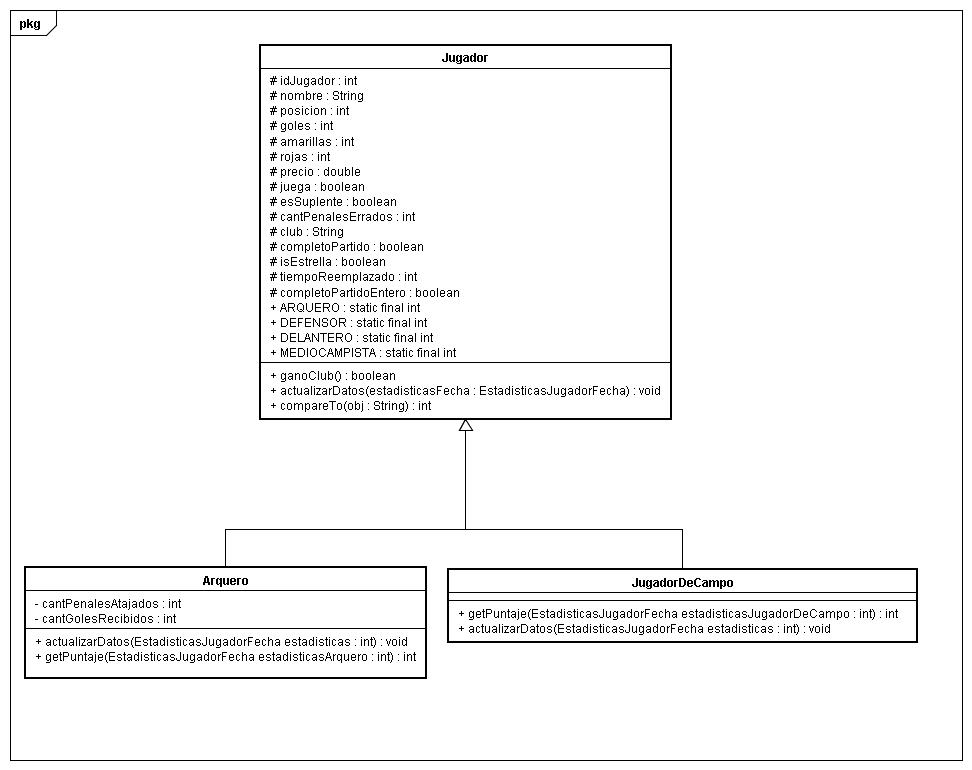 pkg
Jugador
# idJugador : int
# nombre : String
# posicion : int
# goles : int
# amarillas : int
# rojas : int
# precio : double
# juega : boolean
# esSuplente : boolean
# cantPenalesErrados : int
# club : String
# completoPartido : boolean
# isEstrella : boolean
# tiempoReemplazado : int
# completoPartidoEntero : boolean
+ ARQUERO : static final int
+ DEFENSOR : static final int
+ DELANTERO : static final int
+ MEDIOCAMPISTA : static final int
+ ganoClub() : boolean
+ actualizarDatos(estadisticasFecha : EstadisticasJugadorFecha) : void
+ compareTo(obj : String) : int
Arquero
- cantPenalesAtajados : int
- cantGolesRecibidos : int
+ actualizarDatos(EstadisticasJugadorFecha estadisticas : int) : void
+ getPuntaje(EstadisticasJugadorFecha estadisticasArquero : int) : int
JugadorDeCampo
+ getPuntaje(EstadisticasJugadorFecha estadisticasJugadorDeCampo : int) : int
+ actualizarDatos(EstadisticasJugadorFecha estadisticas : int) : void